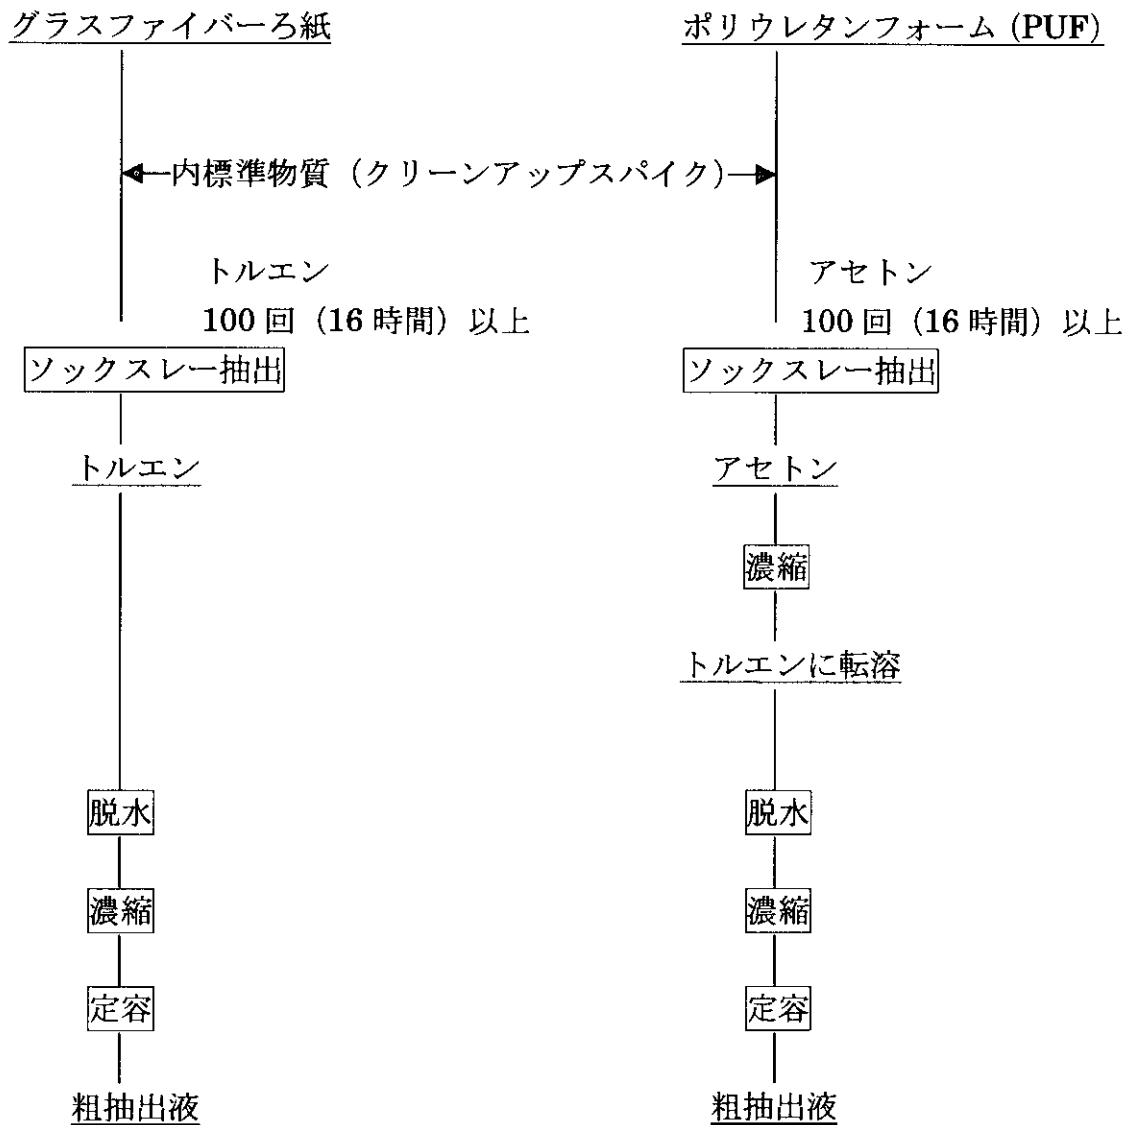 グラスファイバーろ紙
ポリウレタンフォーム (PUF)
内標準物質 (クリーンアップスパイク)
トルエン
100 回 (16 時間) 以上
アセトン
100 回 (16 時間) 以上
ソックスレー抽出
ソックスレー抽出
トルエン
アセトン
濃縮
トルエンに転溶
脱水
脱水
濃縮
濃縮
定容
定容
粗抽出液
粗抽出液